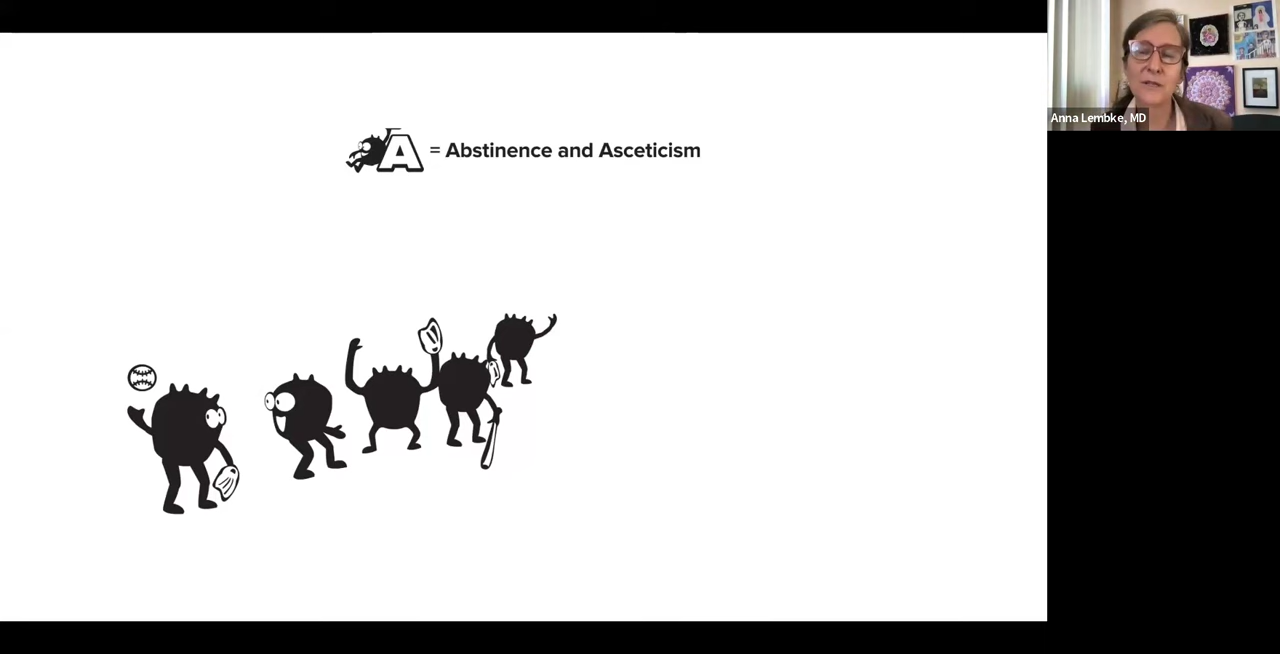 A = Abstinence and Asceticism
Anna Lembke, MD